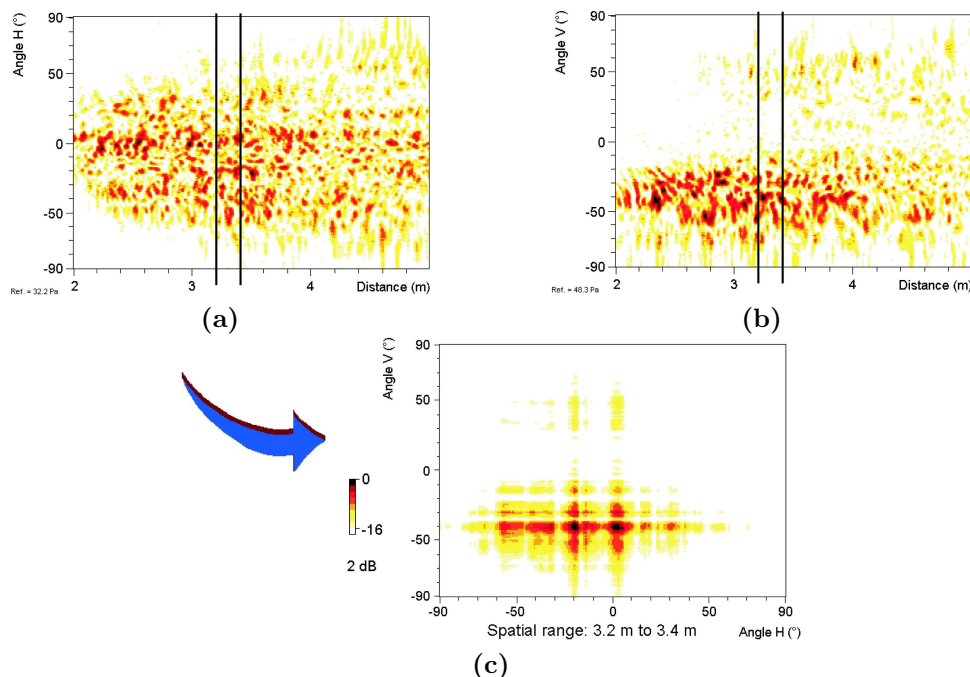 90
50
0
-50
-90
Angle H (°)
2
3
4
Distance (m)
Ref. = 32.2 Pa
(a)
90
50
0
-50
-90
Angle V (°)
2
3
4
Distance (m)
Ref. = 48.3 Pa
(b)
0
-16
2 dB
90
50
0
-50
-90
Angle V (°)
-90
-50
0
50
90
Spatial range: 3.2 m to 3.4 m
Angle H (°)
(c)